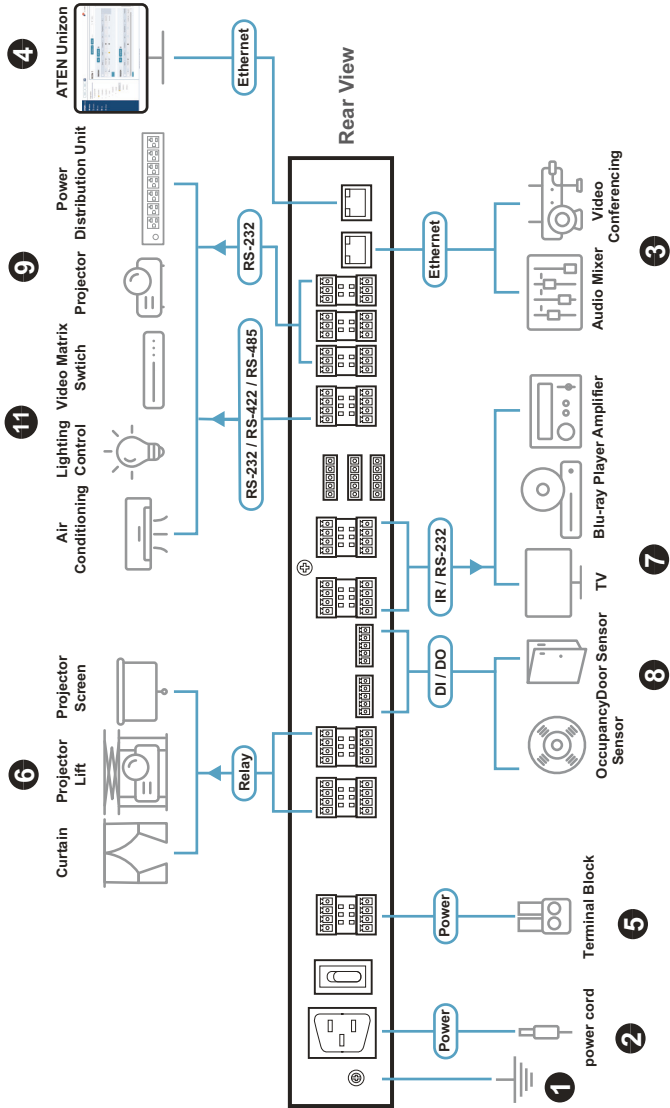 6
11
9
4
Curtain
Projector
Lift
Projector
Screen
Air
Conditioning
Lighting
Control
Video Matrix
Swtich
Projector
Power
Distribution Unit
ATEN Unizon
Relay
RS-232 / RS-422 / RS-485
RS-232
Ethernet
Rear View
Power
Power
DI / DO
IR / RS-232
Ethernet
power cord
Terminal Block
Occupancy
Sensor
Door Sensor
TV
Blu-ray Player
Amplifier
Audio Mixer
Video
Conferencing
1
2
5
8
7
3